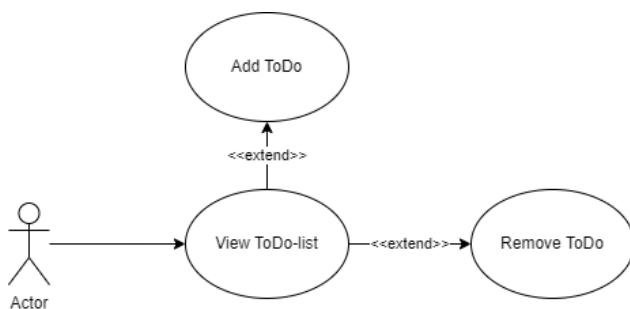 Add ToDo
<<extend>>
View ToDo-list
<<extend>>
Remove ToDo
Actor